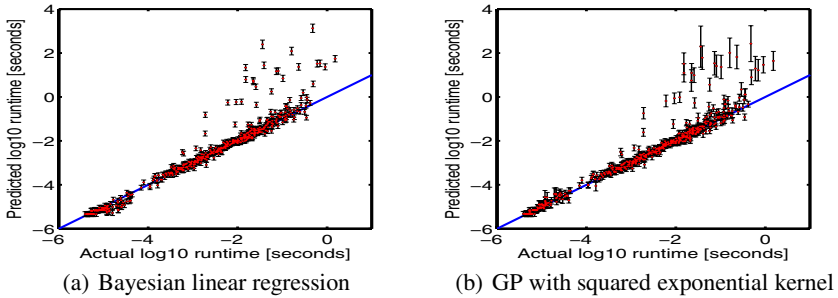 4
2
0
−2
−4
−6
−6 −4 −2 0
Predicted log10 runtime [seconds]
Actual log10 runtime [seconds]
(a) Bayesian linear regression
4
2
0
−2
−4
−6
−6 −4 −2 0
Predicted log10 runtime [seconds]
Actual log10 runtime [seconds]
(b) GP with squared exponential kernel